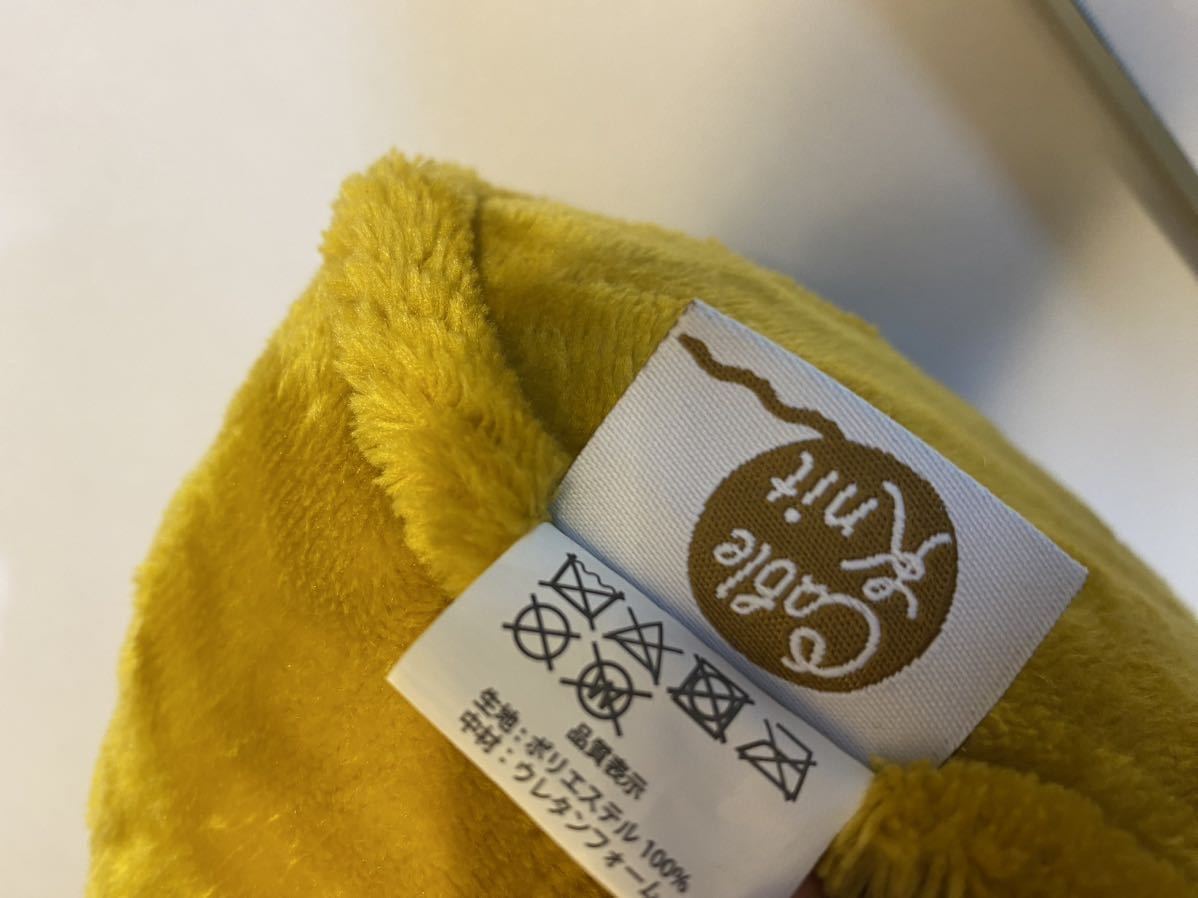 Cable
Knit
品質表示
生地：ポリエステル100%
中材：ウレタンフォーム